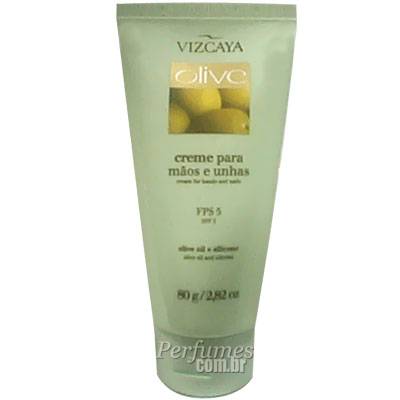 VIZCAYA
olive
creme para
mãos e unhas
cream for hands and nails
FPS 5
SPF 5
olive oil + silicone
olive oil and silicone
80 g / 2,82 oz
Perfumes
.com.br